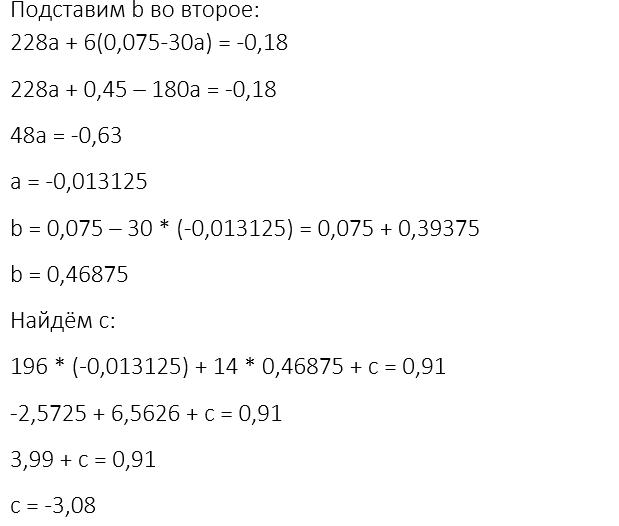 Подставим b во второе:
228a + 6(0,075-30a) = -0,18
228a + 0,45 – 180a = -0,18
48a = -0,63
a = -0,013125
b = 0,075 – 30 * (-0,013125) = 0,075 + 0,39375
b = 0,46875
Найдём c:
196 * (-0,013125) + 14 * 0,46875 + c = 0,91
-2,5725 + 6,5626 + c = 0,91
3,99 + c = 0,91
c = -3,08